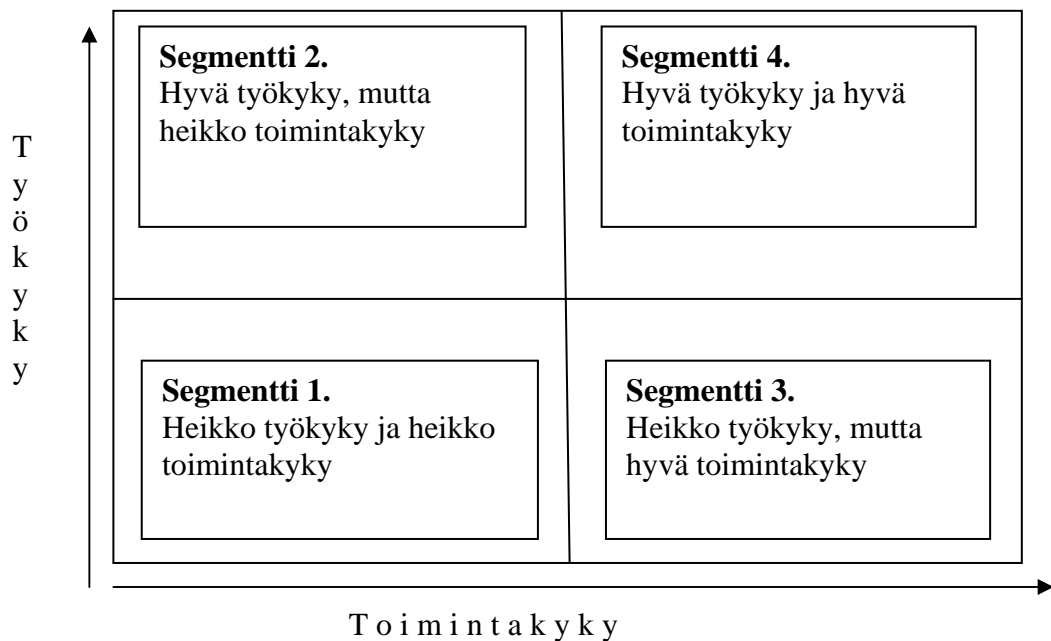 Segmentti 2.
Hyvä työkyky, mutta
heikko toimintakyky
Segmentti 4.
Hyvä työkyky ja hyvä
toimintakyky
T
y
ö
k
y
k
y
Segmentti 1.
Heikko työkyky ja heikko
toimintakyky
Segmentti 3.
Heikko työkyky, mutta
hyvä toimintakyky
T o i m i n t a k y k y